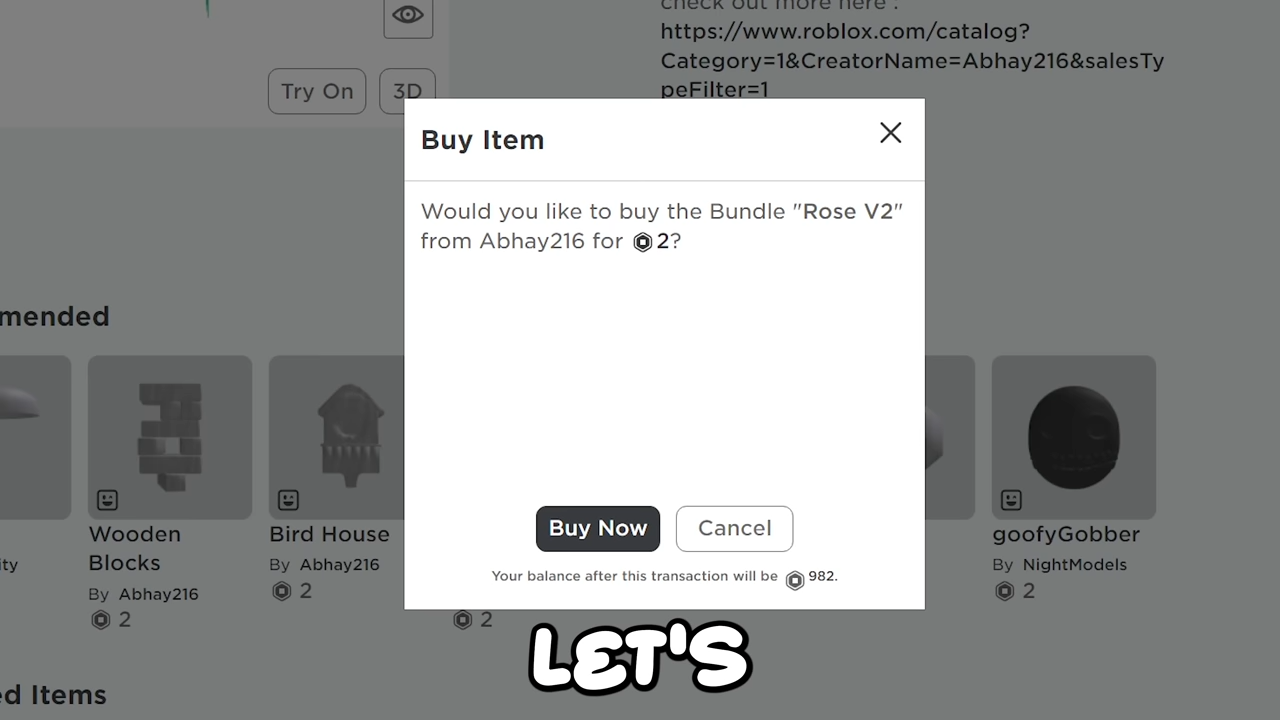 check out more here :
https://www.roblox.com/catalog?
Category=1&CreatorName=Abhay216&salesTy
peFilter=1
Try On
3D
Buy Item
Would you like to buy the Bundle "Rose V2"
from Abhay216 for 2?
Buy Now
Cancel
Your balance after this transaction will be 982.
mended
Wooden
Blocks
By Abhay216
2
Bird House
By Abhay216
2
2
goofyGobber
By NightModels
2
ity
LET'S
ed Items